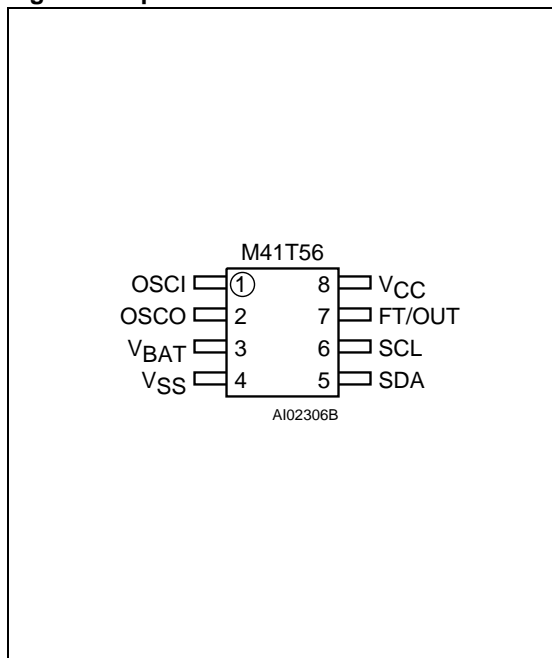 M41T56
OSCI 1 8 VCC
OSCO 2 7 FT/OUT
VBAT 3 6 SCL
VSS 4 5 SDA
AI02306B